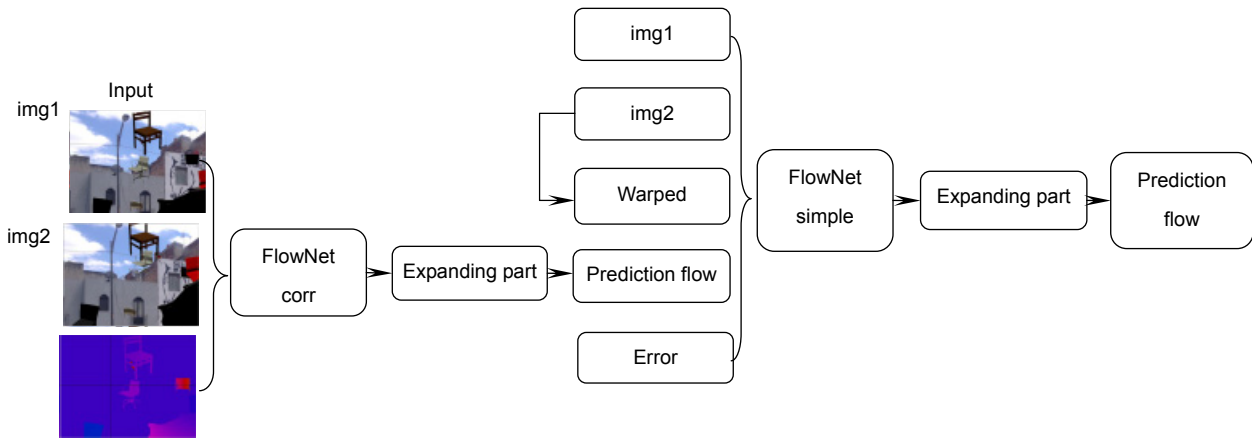 Input
img1
img2
FlowNet
corr
Expanding part
img1
img2
Warped
Prediction flow
Error
FlowNet
simple
Expanding part
Prediction
flow